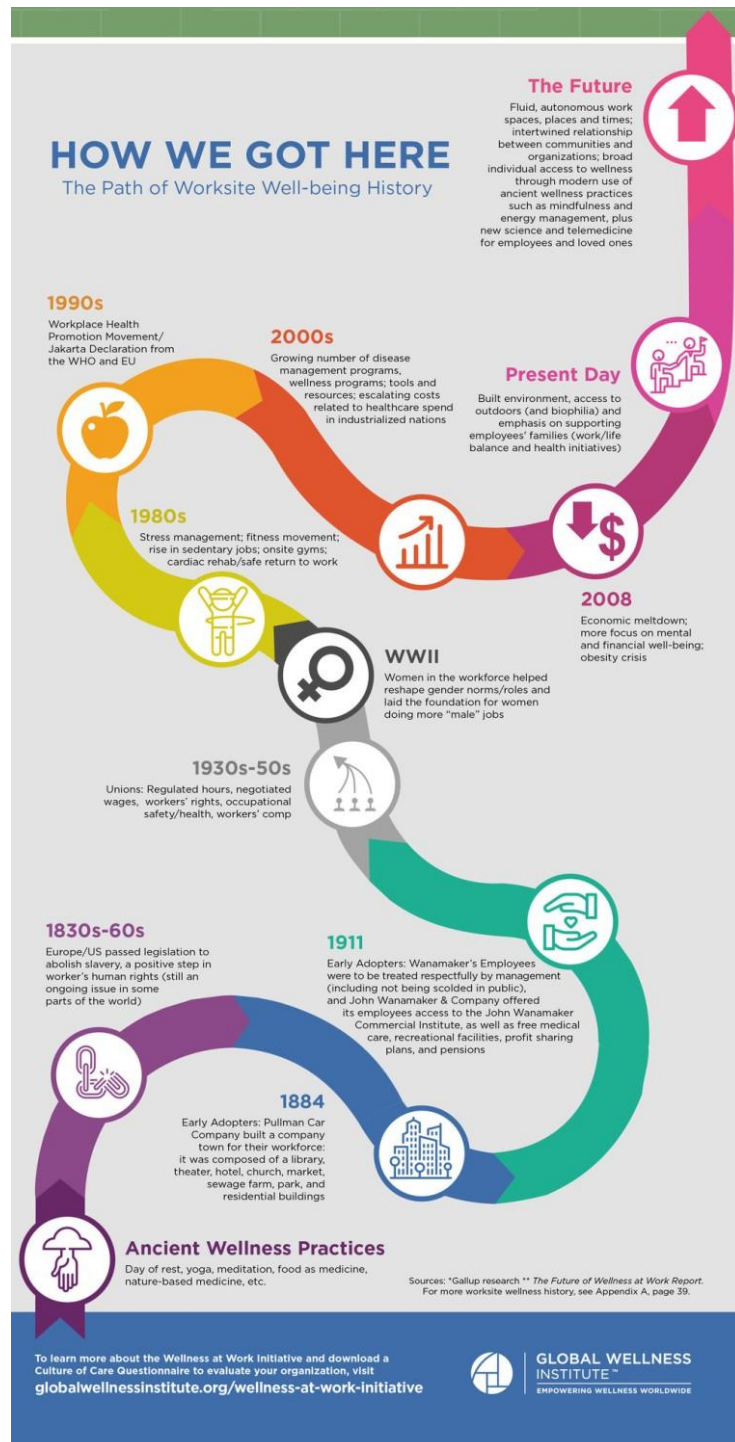 HOW WE GOT HERE
The Path of Worksite Well-being History
The Future
Fluid, autonomous work
spaces, places and times;
intertwined relationship
between communities and
organizations; broad
individual access to wellness
through modern use of
ancient wellness practices
such as mindfulness and
energy management, plus
new science and telemedicine
for employees and loved ones
1990s
Workplace Health
Promotion Movement/
Jakarta Declaration from
the WHO and EU
2000s
Growing number of disease
management programs,
wellness programs; tools and
resources; escalating costs
related to healthcare spend
in industrialized nations
Present Day
Built environment, access to
outdoors (and biophilia) and
emphasis on supporting
employees' families (work/life
balance and health initiatives)
1980s
Stress management; fitness movement;
rise in sedentary jobs; onsite gyms;
cardiac rehab/safe return to work
$
2008
Economic meltdown;
more focus on mental
and financial well-being;
obesity crisis
WWII
Women in the workforce helped
reshape gender norms/roles and
laid the foundation for women
doing more “male” jobs
1930s-50s
Unions: Regulated hours, negotiated
wages, workers' rights, occupational
safety/health, workers' comp
1830s-60s
Europe/US passed legislation to
abolish slavery, a positive step in
worker's human rights (still an
ongoing issue in some
parts of the world)
1911
Early Adopters: Wanamaker's Employees
were to be treated respectfully by management
(including not being scolded in public),
and John Wanamaker & Company offered
its employees access to the John Wanamaker
Commercial Institute, as well as free medical
care, recreational facilities, profit sharing
plans, and pensions
1884
Early Adopters: Pullman Car
Company built a company
town for their workforce:
it was composed of a library,
theater, hotel, church, market,
sewage farm, park, and
residential buildings
Ancient Wellness Practices
Day of rest, yoga, meditation, food as medicine,
nature-based medicine, etc.
Sources: *Gallup research ** The Future of Wellness at Work Report.
For more worksite wellness history, see Appendix A, page 39.
To learn more about the Wellness at Work Initiative and download a
Culture of Care Questionnaire to evaluate your organization, visit
globalwellnessinstitute.org/wellness-at-work-initiative
GLOBAL WELLNESS
INSTITUTE™
EMPOWERING WELLNESS WORLDWIDE